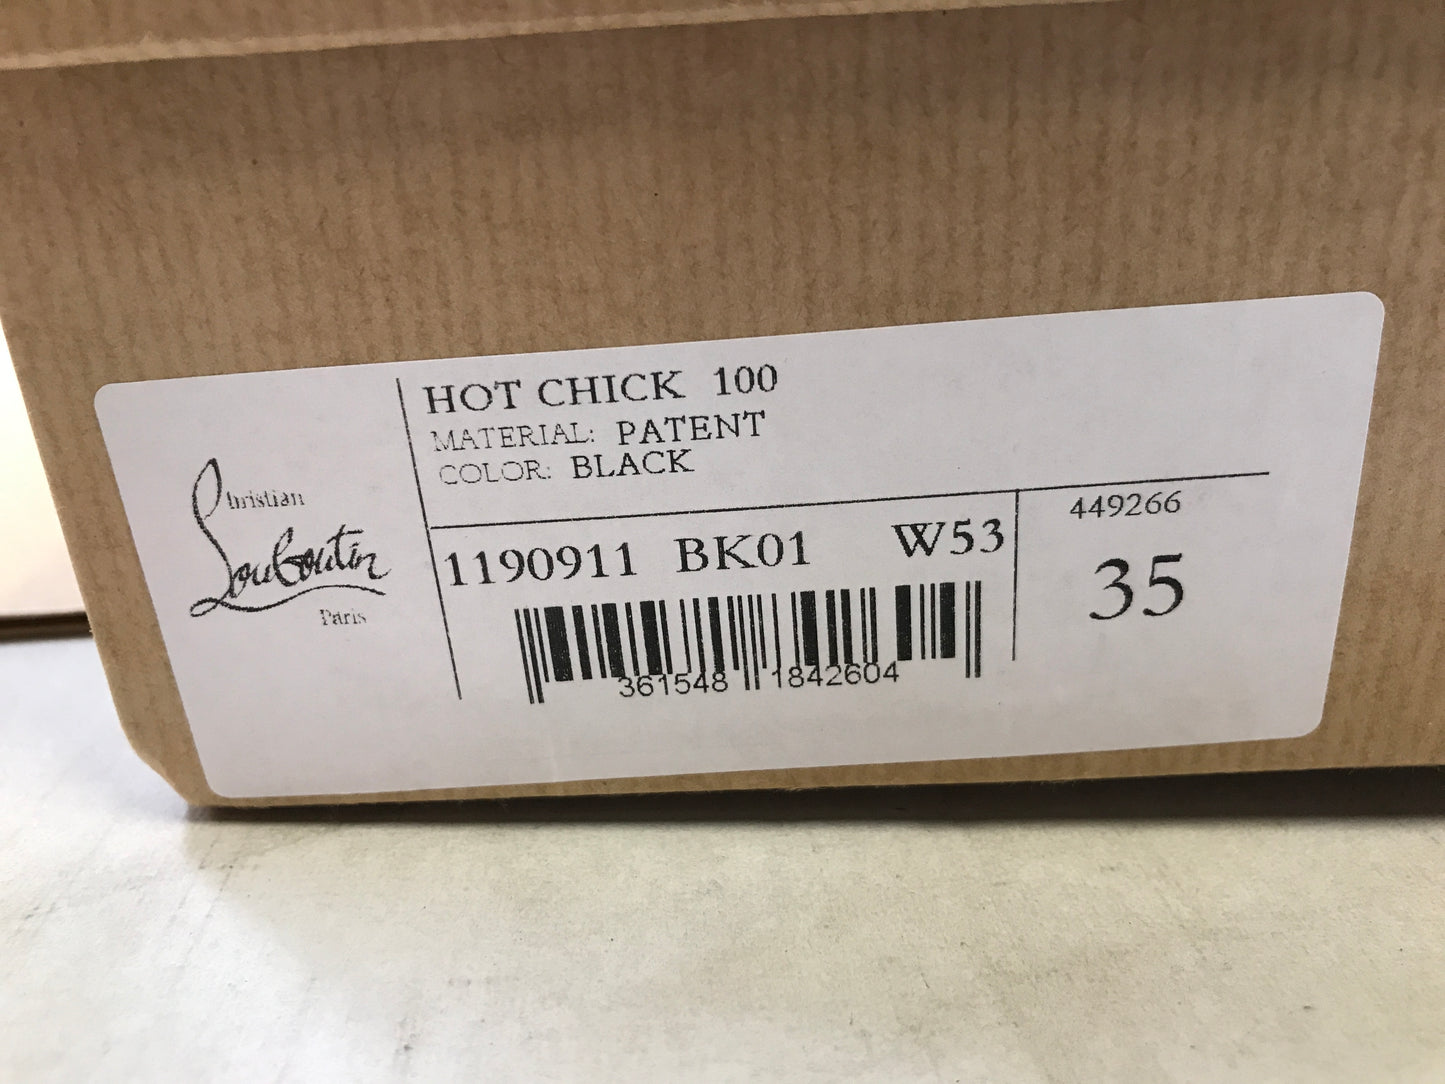 Christian
Louboutin
Paris
HOT CHICK 100
MATERIAL: PATENT
COLOR: BLACK
1190911 BK01 W53
361548 1842604
449266
35